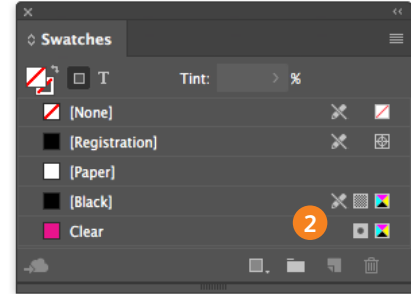 Swatches
T Tint: %
[None]
[Registration]
[Paper]
[Black]
2
Clear